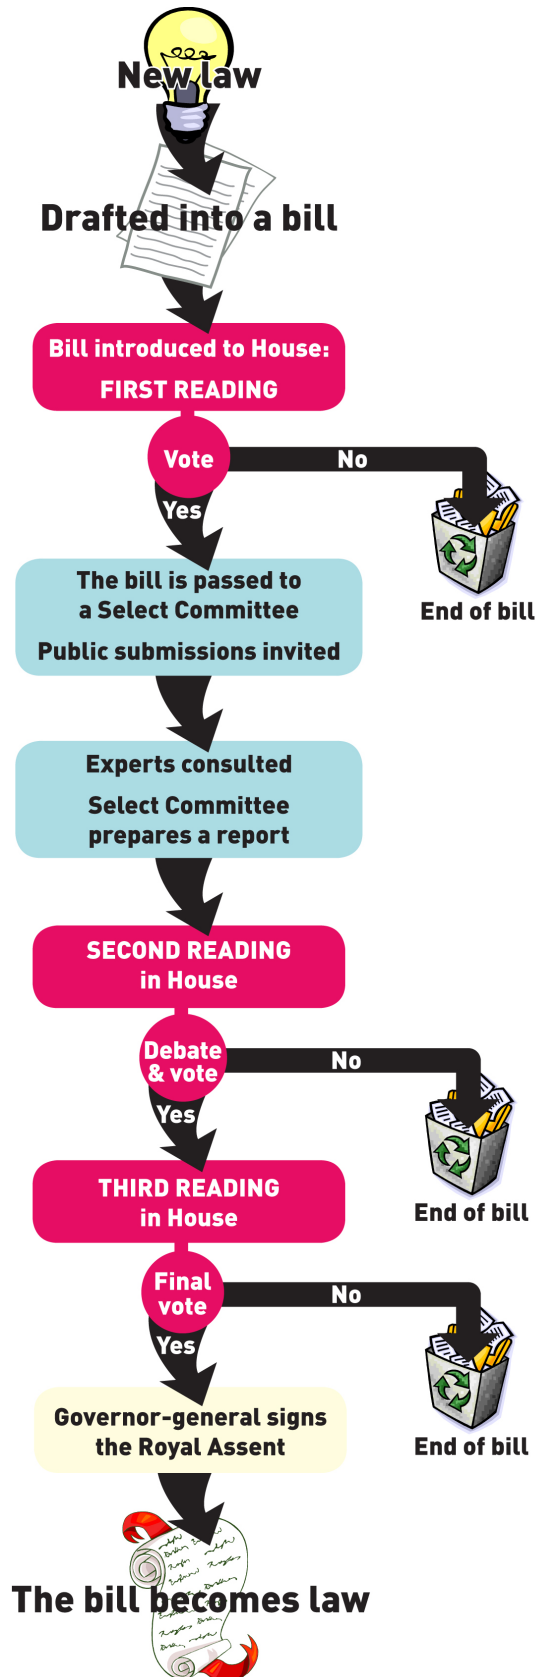 New law
Drafted into a bill
Bill introduced to House:
FIRST READING
Vote
No
Yes
End of bill
The bill is passed to
a Select Committee
Public submissions invited
Experts consulted
Select Committee
prepares a report
SECOND READING
in House
Debate
& vote
No
Yes
End of bill
THIRD READING
in House
Final
vote
No
Yes
End of bill
Governor-general signs
the Royal Assent
The bill becomes law